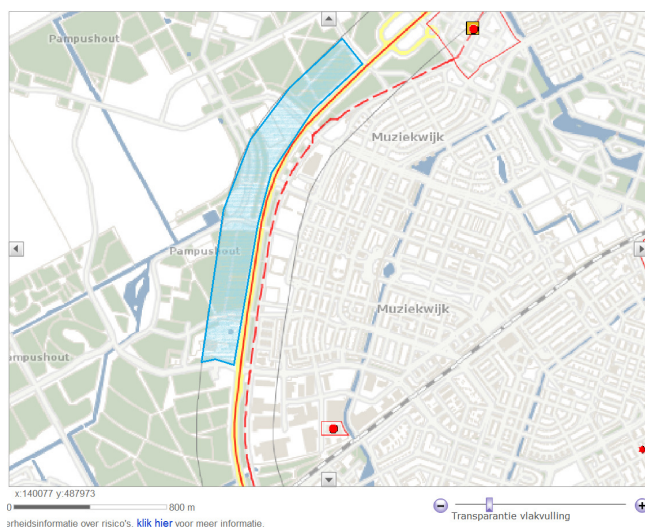 Pampushout
Muziekwijk
Pampushout
Muziekwijk
ampushout
x:140077 y:487973
0 800 m
Transparantie vlakvulling
erheidsinformatie over risico's. klik hier voor meer informatie.